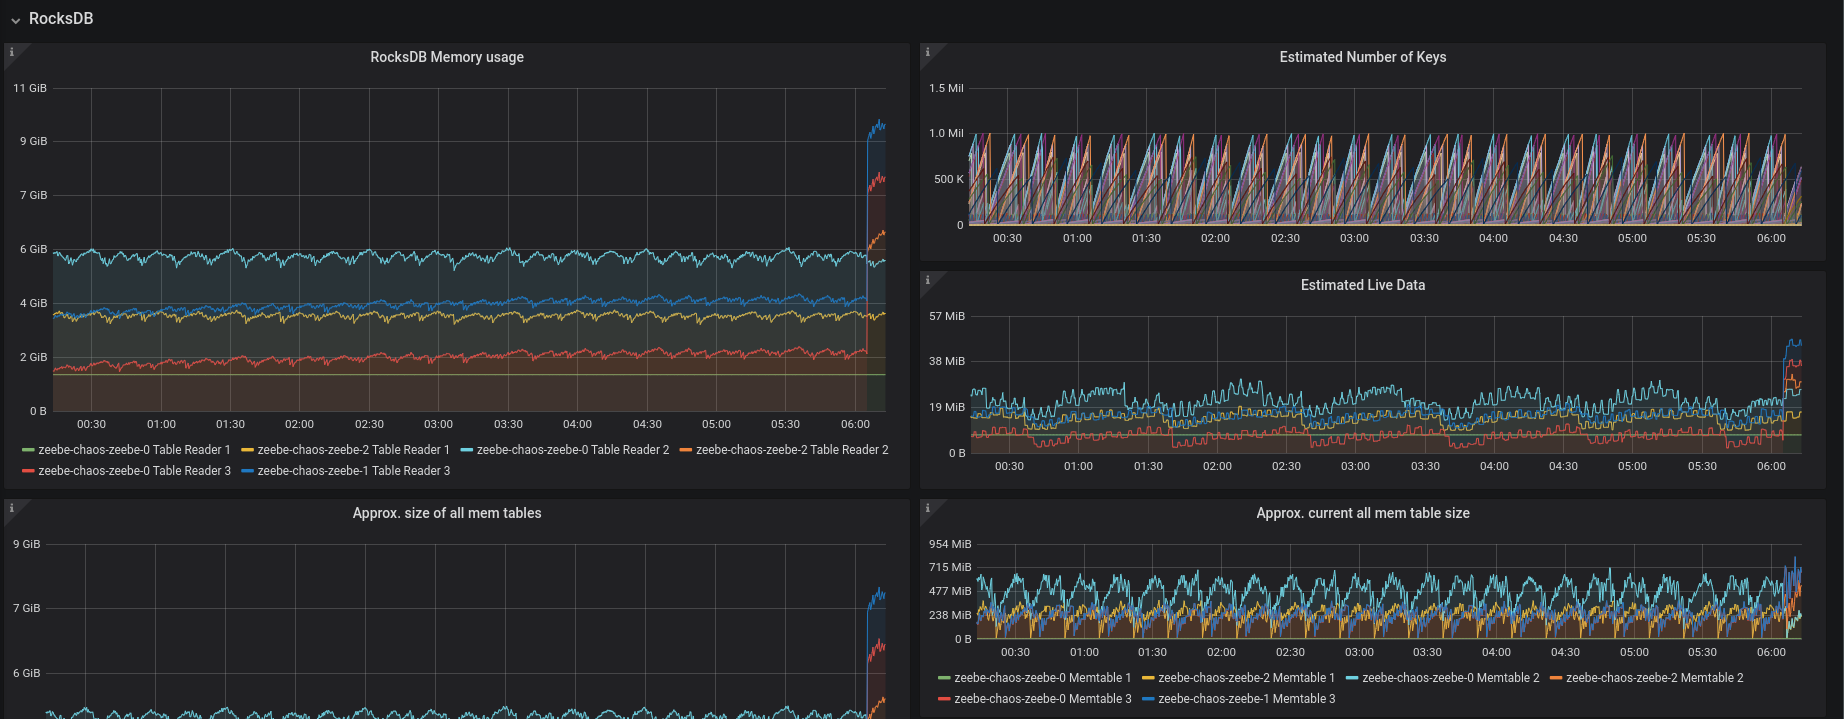 RocksDB
RocksDB Memory usage
11 GiB
9 GiB
7 GiB
6 GiB
4 GiB
2 GiB
0 B
00:30 01:00 01:30 02:00 02:30 03:00 03:30 04:00 04:30 05:00 05:30 06:00
zeebe-chaos-zeebe-0 Table Reader 1 zeebe-chaos-zeebe-2 Table Reader 1 zeebe-chaos-zeebe-0 Table Reader 2 zeebe-chaos-zeebe-2 Table Reader 2
zeebe-chaos-zeebe-0 Table Reader 3 zeebe-chaos-zeebe-1 Table Reader 3
Estimated Number of Keys
1.5 Mil
1.0 Mil
500 K
0
00:30 01:00 01:30 02:00 02:30 03:00 03:30 04:00 04:30 05:00 05:30 06:00
Estimated Live Data
57 MiB
38 MiB
19 MiB
0 B
00:30 01:00 01:30 02:00 02:30 03:00 03:30 04:00 04:30 05:00 05:30 06:00
Approx. size of all mem tables
9 GiB
7 GiB
6 GiB
Approx. current all mem table size
954 MiB
715 MiB
477 MiB
238 MiB
0 B
00:30 01:00 01:30 02:00 02:30 03:00 03:30 04:00 04:30 05:00 05:30 06:00
zeebe-chaos-zeebe-0 Memtable 1 zeebe-chaos-zeebe-2 Memtable 1 zeebe-chaos-zeebe-0 Memtable 2 zeebe-chaos-zeebe-2 Memtable 2
zeebe-chaos-zeebe-0 Memtable 3 zeebe-chaos-zeebe-1 Memtable 3